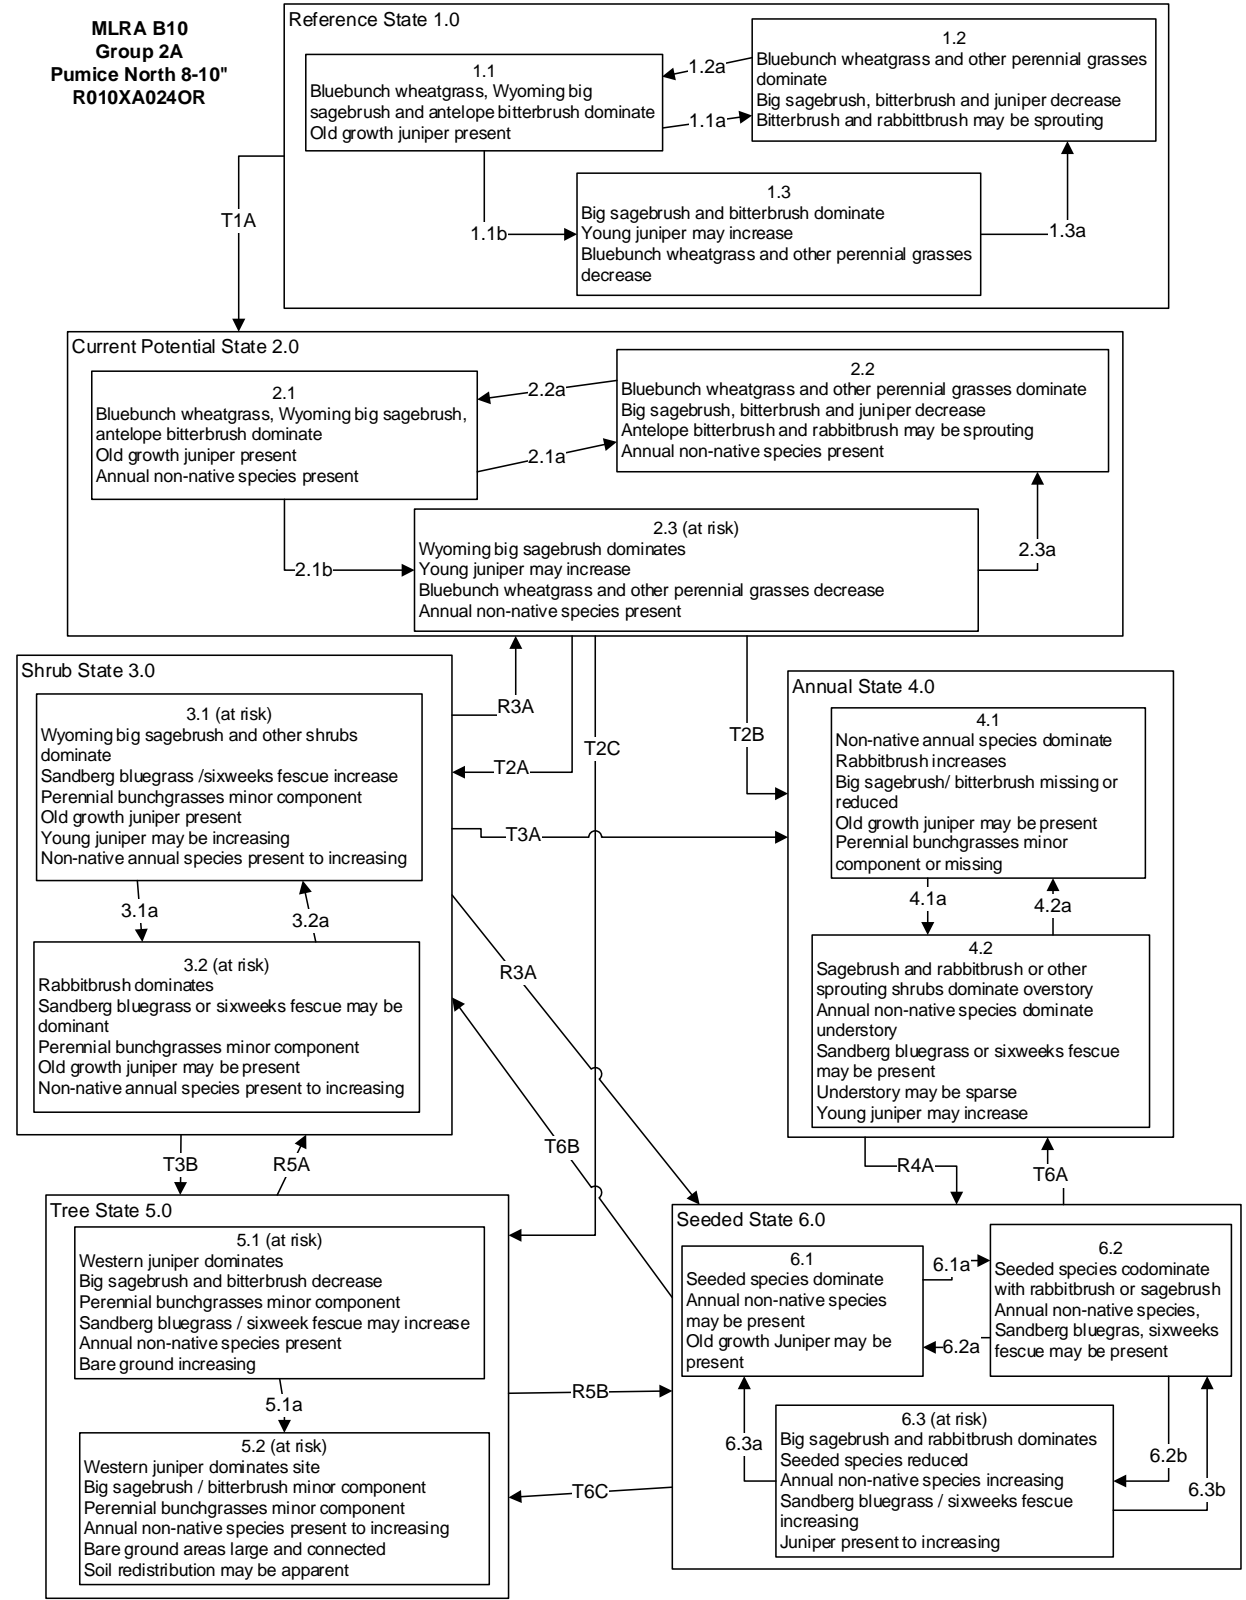 MLRA B10
Group 2A
Pumice North 8-10"
R010XA024OR
Reference State 1.0
1.1
Bluebunch wheatgrass, Wyoming big
sagebrush and antelope bitterbrush dominate
Old growth juniper present
1.2a
1.1a
1.2
Bluebunch wheatgrass and other perennial grasses
dominate
Big sagebrush, bitterbrush and juniper decrease
Bitterbrush and rabbittbrush may be sprouting
1.1b
1.3
Big sagebrush and bitterbrush dominate
Young juniper may increase
Bluebunch wheatgrass and other perennial grasses
decrease
1.3a
T1A
Current Potential State 2.0
2.1
Bluebunch wheatgrass, Wyoming big sagebrush,
antelope bitterbrush dominate
Old growth juniper present
Annual non-native species present
2.2a
2.1a
2.2
Bluebunch wheatgrass and other perennial grasses dominate
Big sagebrush, bitterbrush and juniper decrease
Antelope bitterbrush and rabbitbrush may be sprouting
Annual non-native species present
2.1b
2.3 (at risk)
Wyoming big sagebrush dominates
Young juniper may increase
Bluebunch wheatgrass and other perennial grasses decrease
Annual non-native species present
2.3a
Shrub State 3.0
3.1 (at risk)
Wyoming big sagebrush and other shrubs
dominate
Sandberg bluegrass /sixweeks fescue increase
Perennial bunchgrasses minor component
Old growth juniper present
Young juniper may be increasing
Non-native annual species present to increasing
3.1a
3.2a
3.2 (at risk)
Rabbitbrush dominates
Sandberg bluegrass or sixweeks fescue may be
dominant
Perennial bunchgrasses minor component
Old growth juniper may be present
Non-native annual species present to increasing
R3A
T2A
T2C
T2B
T3A
R3A
T6B
Annual State 4.0
4.1
Non-native annual species dominate
Rabbitbrush increases
Big sagebrush/ bitterbrush missing or
reduced
Old growth juniper may be present
Perennial bunchgrasses minor
component or missing
4.1a
4.2a
4.2
Sagebrush and rabbitbrush or other
sprouting shrubs dominate overstory
Annual non-native species dominate
understory
Sandberg bluegrass or sixweeks fescue
may be present
Understory may be sparse
Young juniper may increase
T3B
R5A
R4A
T6A
Tree State 5.0
5.1 (at risk)
Western juniper dominates
Big sagebrush and bitterbrush decrease
Perennial bunchgrasses minor component
Sandberg bluegrass / sixweek fescue may increase
Annual non-native species present
Bare ground increasing
5.1a
5.2 (at risk)
Western juniper dominates site
Big sagebrush / bitterbrush minor component
Perennial bunchgrasses minor component
Annual non-native species present to increasing
Bare ground areas large and connected
Soil redistribution may be apparent
R5B
T6C
Seeded State 6.0
6.1
Seeded species dominate
Annual non-native species
may be present
Old growth Juniper may be
present
6.1a
6.2a
6.2
Seeded species codominate
with rabbitbrush or sagebrush
Annual non-native species,
Sandberg bluegras, sixweeks
fescue may be present
6.3a
6.3 (at risk)
Big sagebrush and rabbitbrush dominates
Seeded species reduced
Annual non-native species increasing
Sandberg bluegrass / sixweeks fescue
increasing
Juniper present to increasing
6.2b
6.3b